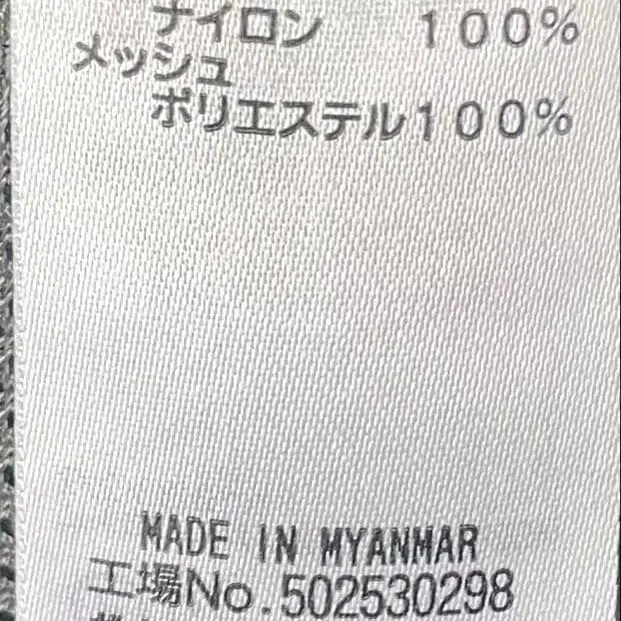 ナイロン 100%
メッシュ
ポリエステル100%
MADE IN MYANMAR
工場No.502530298